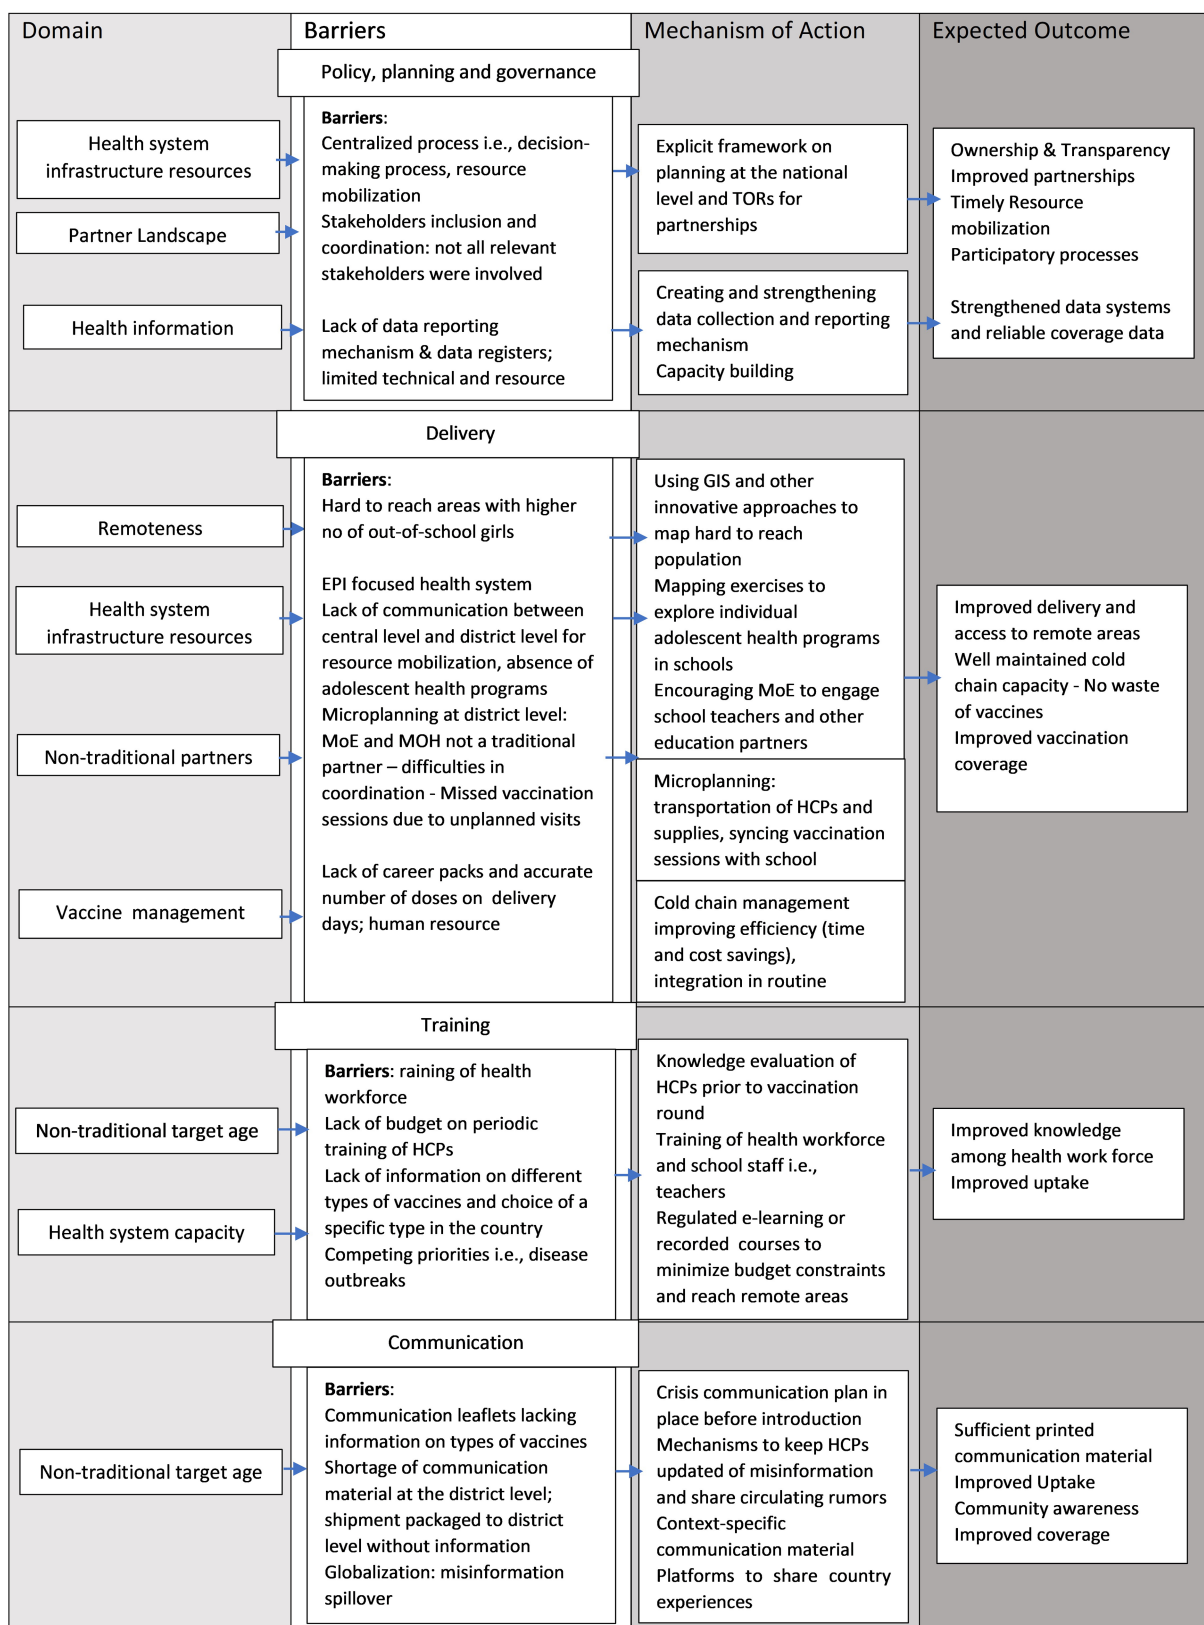 Domain
Barriers
Mechanism of Action
Expected Outcome
Policy, planning and governance
Health system
infrastructure resources
Partner Landscape
Health information
Barriers:
Centralized process i.e., decision-
making process, resource
mobilization
Stakeholders inclusion and
coordination: not all relevant
stakeholders were involved
Lack of data reporting
mechanism & data registers;
limited technical and resource
Explicit framework on
planning at the national
level and TORs for
partnerships
Creating and strengthening
data collection and reporting
mechanism
Capacity building
Ownership & Transparency
Improved partnerships
Timely Resource
mobilization
Participatory processes
Strengthened data systems
and reliable coverage data
Delivery
Remoteness
Health system
infrastructure resources
Non-traditional partners
Vaccine management
Barriers:
Hard to reach areas with higher
no of out-of-school girls
EPI focused health system
Lack of communication between
central level and district level for
resource mobilization, absence of
adolescent health programs
Microplanning at district level:
MoE and MOH not a traditional
partner – difficulties in
coordination - Missed vaccination
sessions due to unplanned visits
Lack of career packs and accurate
number of doses on delivery
days; human resource
Using GIS and other
innovative approaches to
map hard to reach
population
Mapping exercises to
explore individual
adolescent health programs
in schools
Encouraging MoE to engage
school teachers and other
education partners
Microplanning:
transportation of HCPs and
supplies, syncing vaccination
sessions with school
Cold chain management
improving efficiency (time
and cost savings),
integration in routine
Improved delivery and
access to remote areas
Well maintained cold
chain capacity - No waste
of vaccines
Improved vaccination
coverage
Training
Non-traditional target age
Health system capacity
Barriers: raining of health
workforce
Lack of budget on periodic
training of HCPs
Lack of information on different
types of vaccines and choice of a
specific type in the country
Competing priorities i.e., disease
outbreaks
Knowledge evaluation of
HCPs prior to vaccination
round
Training of health workforce
and school staff i.e.,
teachers
Regulated e-learning or
recorded courses to
minimize budget constraints
and reach remote areas
Improved knowledge
among health work force
Improved uptake
Communication
Non-traditional target age
Barriers:
Communication leaflets lacking
information on types of vaccines
Shortage of communication
material at the district level;
shipment packaged to district
level without information
Globalization: misinformation
spillover
Crisis communication plan in
place before introduction
Mechanisms to keep HCPs
updated of misinformation
and share circulating rumors
Context-specific
communication material
Platforms to share country
experiences
Sufficient printed
communication material
Improved Uptake
Community awareness
Improved coverage